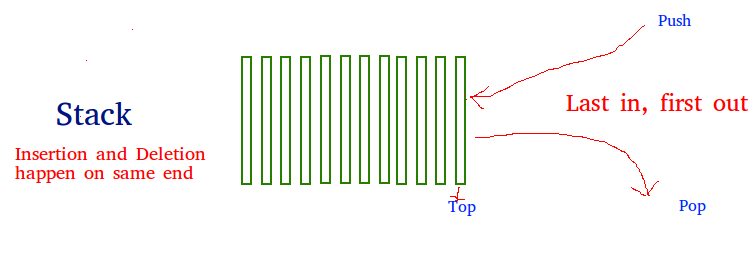 Push
Last in, first out
Stack
Insertion and Deletion
happen on same end
Top
Pop